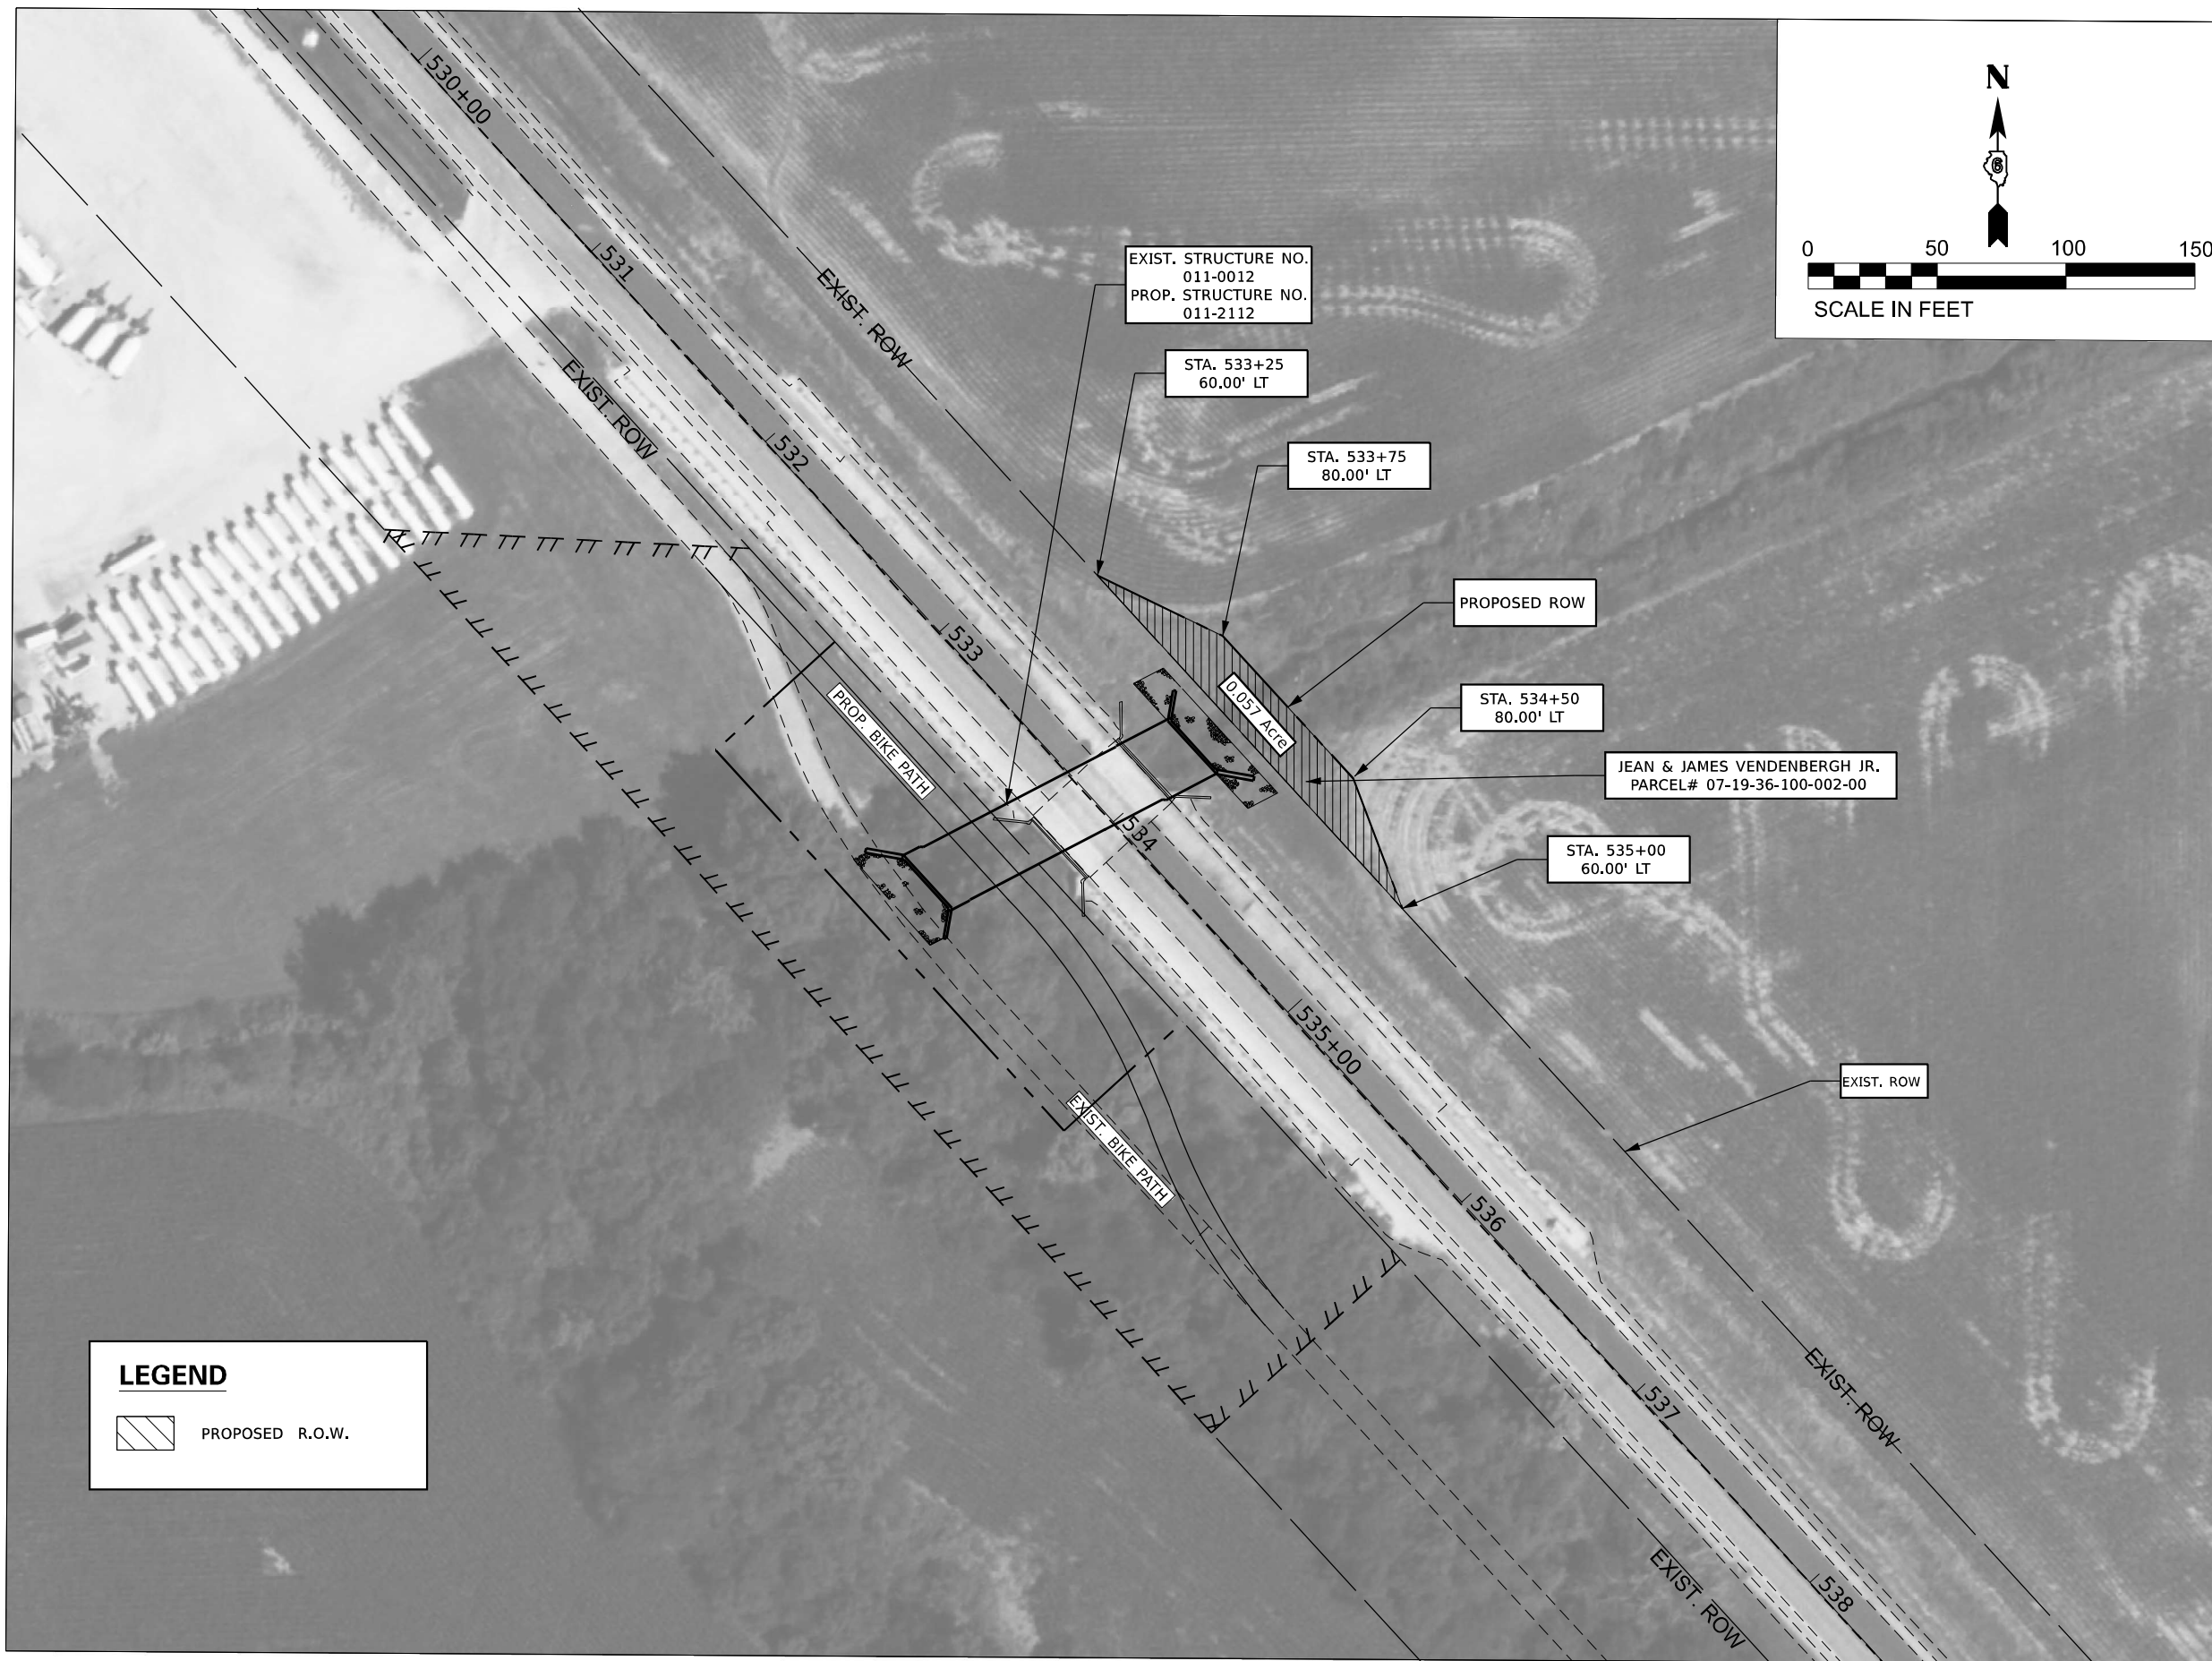 530+00
531
532
533
534
535+00
536
537
538
EXIST. ROW
EXIST. ROW
EXIST. STRUCTURE NO.
011-0012
PROP. STRUCTURE NO.
011-2112
STA. 533+25
60.00' LT
STA. 533+75
80.00' LT
PROPOSED ROW
STA. 534+50
80.00' LT
0.057 Acre
JEAN & JAMES VENDENBERGH JR.
PARCEL# 07-19-36-100-002-00
STA. 535+00
60.00' LT
PROP. BIKE PATH
EXIST. BIKE PATH
EXIST. ROW
EXIST. ROW
EXIST. ROW
N
6
0 50 100 150
SCALE IN FEET
LEGEND
PROPOSED R.O.W.